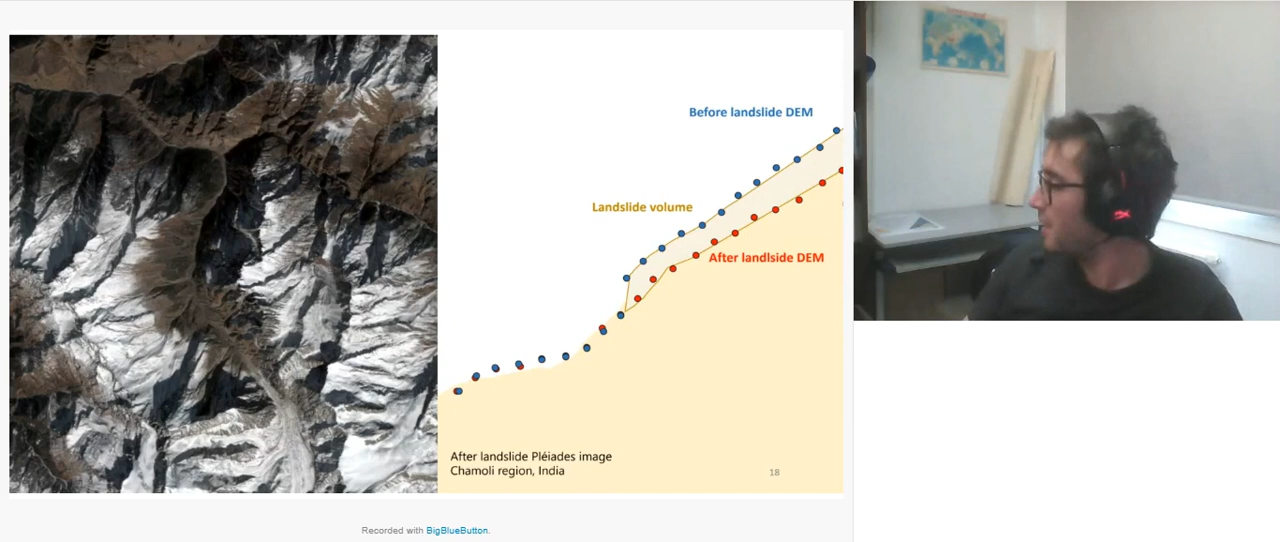 Before landslide DEM
Landslide volume
After landlside DEM
After landslide Pléiades image
Chamoli region, India
18
Recorded with BigBlueButton.